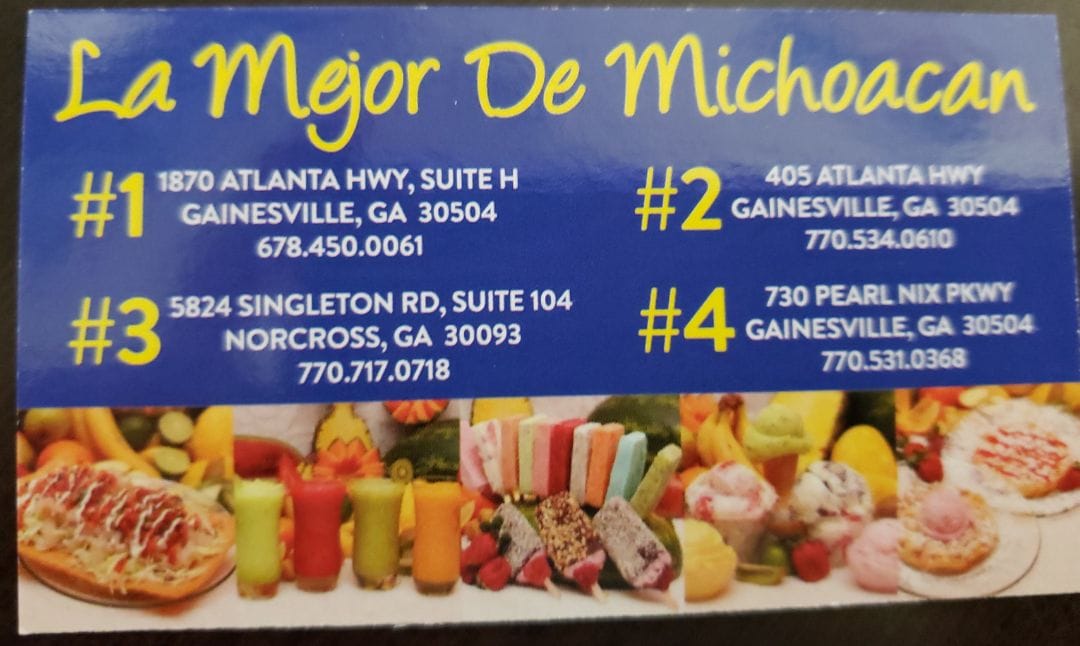 La Mejor De Michoacan
#1
1870 ATLANTA HWY, SUITE H
GAINESVILLE, GA 30504
678.450.0061
#2
405 ATLANTA HWY
GAINESVILLE, GA 30504
770.534.0610
#3
5824 SINGLETON RD, SUITE 104
NORCROSS, GA 30093
770.717.0718
#4
730 PEARL NIX PKWY
GAINESVILLE, GA 30504
770.531.0368